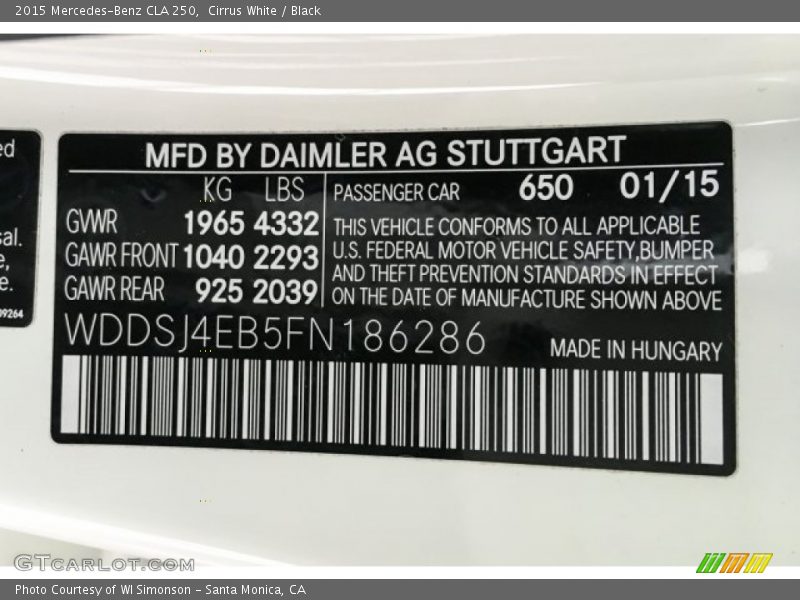 2015 Mercedes-Benz CLA 250,  Cirrus White / Black
ed
sal.
e,
e.
09264
MFD BY DAIMLER AG STUTTGART
KG LBS
GVWR 1965 4332
GAWR FRONT 1040 2293
GAWR REAR 925 2039
PASSENGER CAR 650 01/15
THIS VEHICLE CONFORMS TO ALL APPLICABLE
U.S. FEDERAL MOTOR VEHICLE SAFETY,BUMPER
AND THEFT PREVENTION STANDARDS IN EFFECT
ON THE DATE OF MANUFACTURE SHOWN ABOVE
WDDSJ4EB5FN186286
MADE IN HUNGARY
GTCARLOT.COM
Photo Courtesy of WI Simonson - Santa Monica, CA